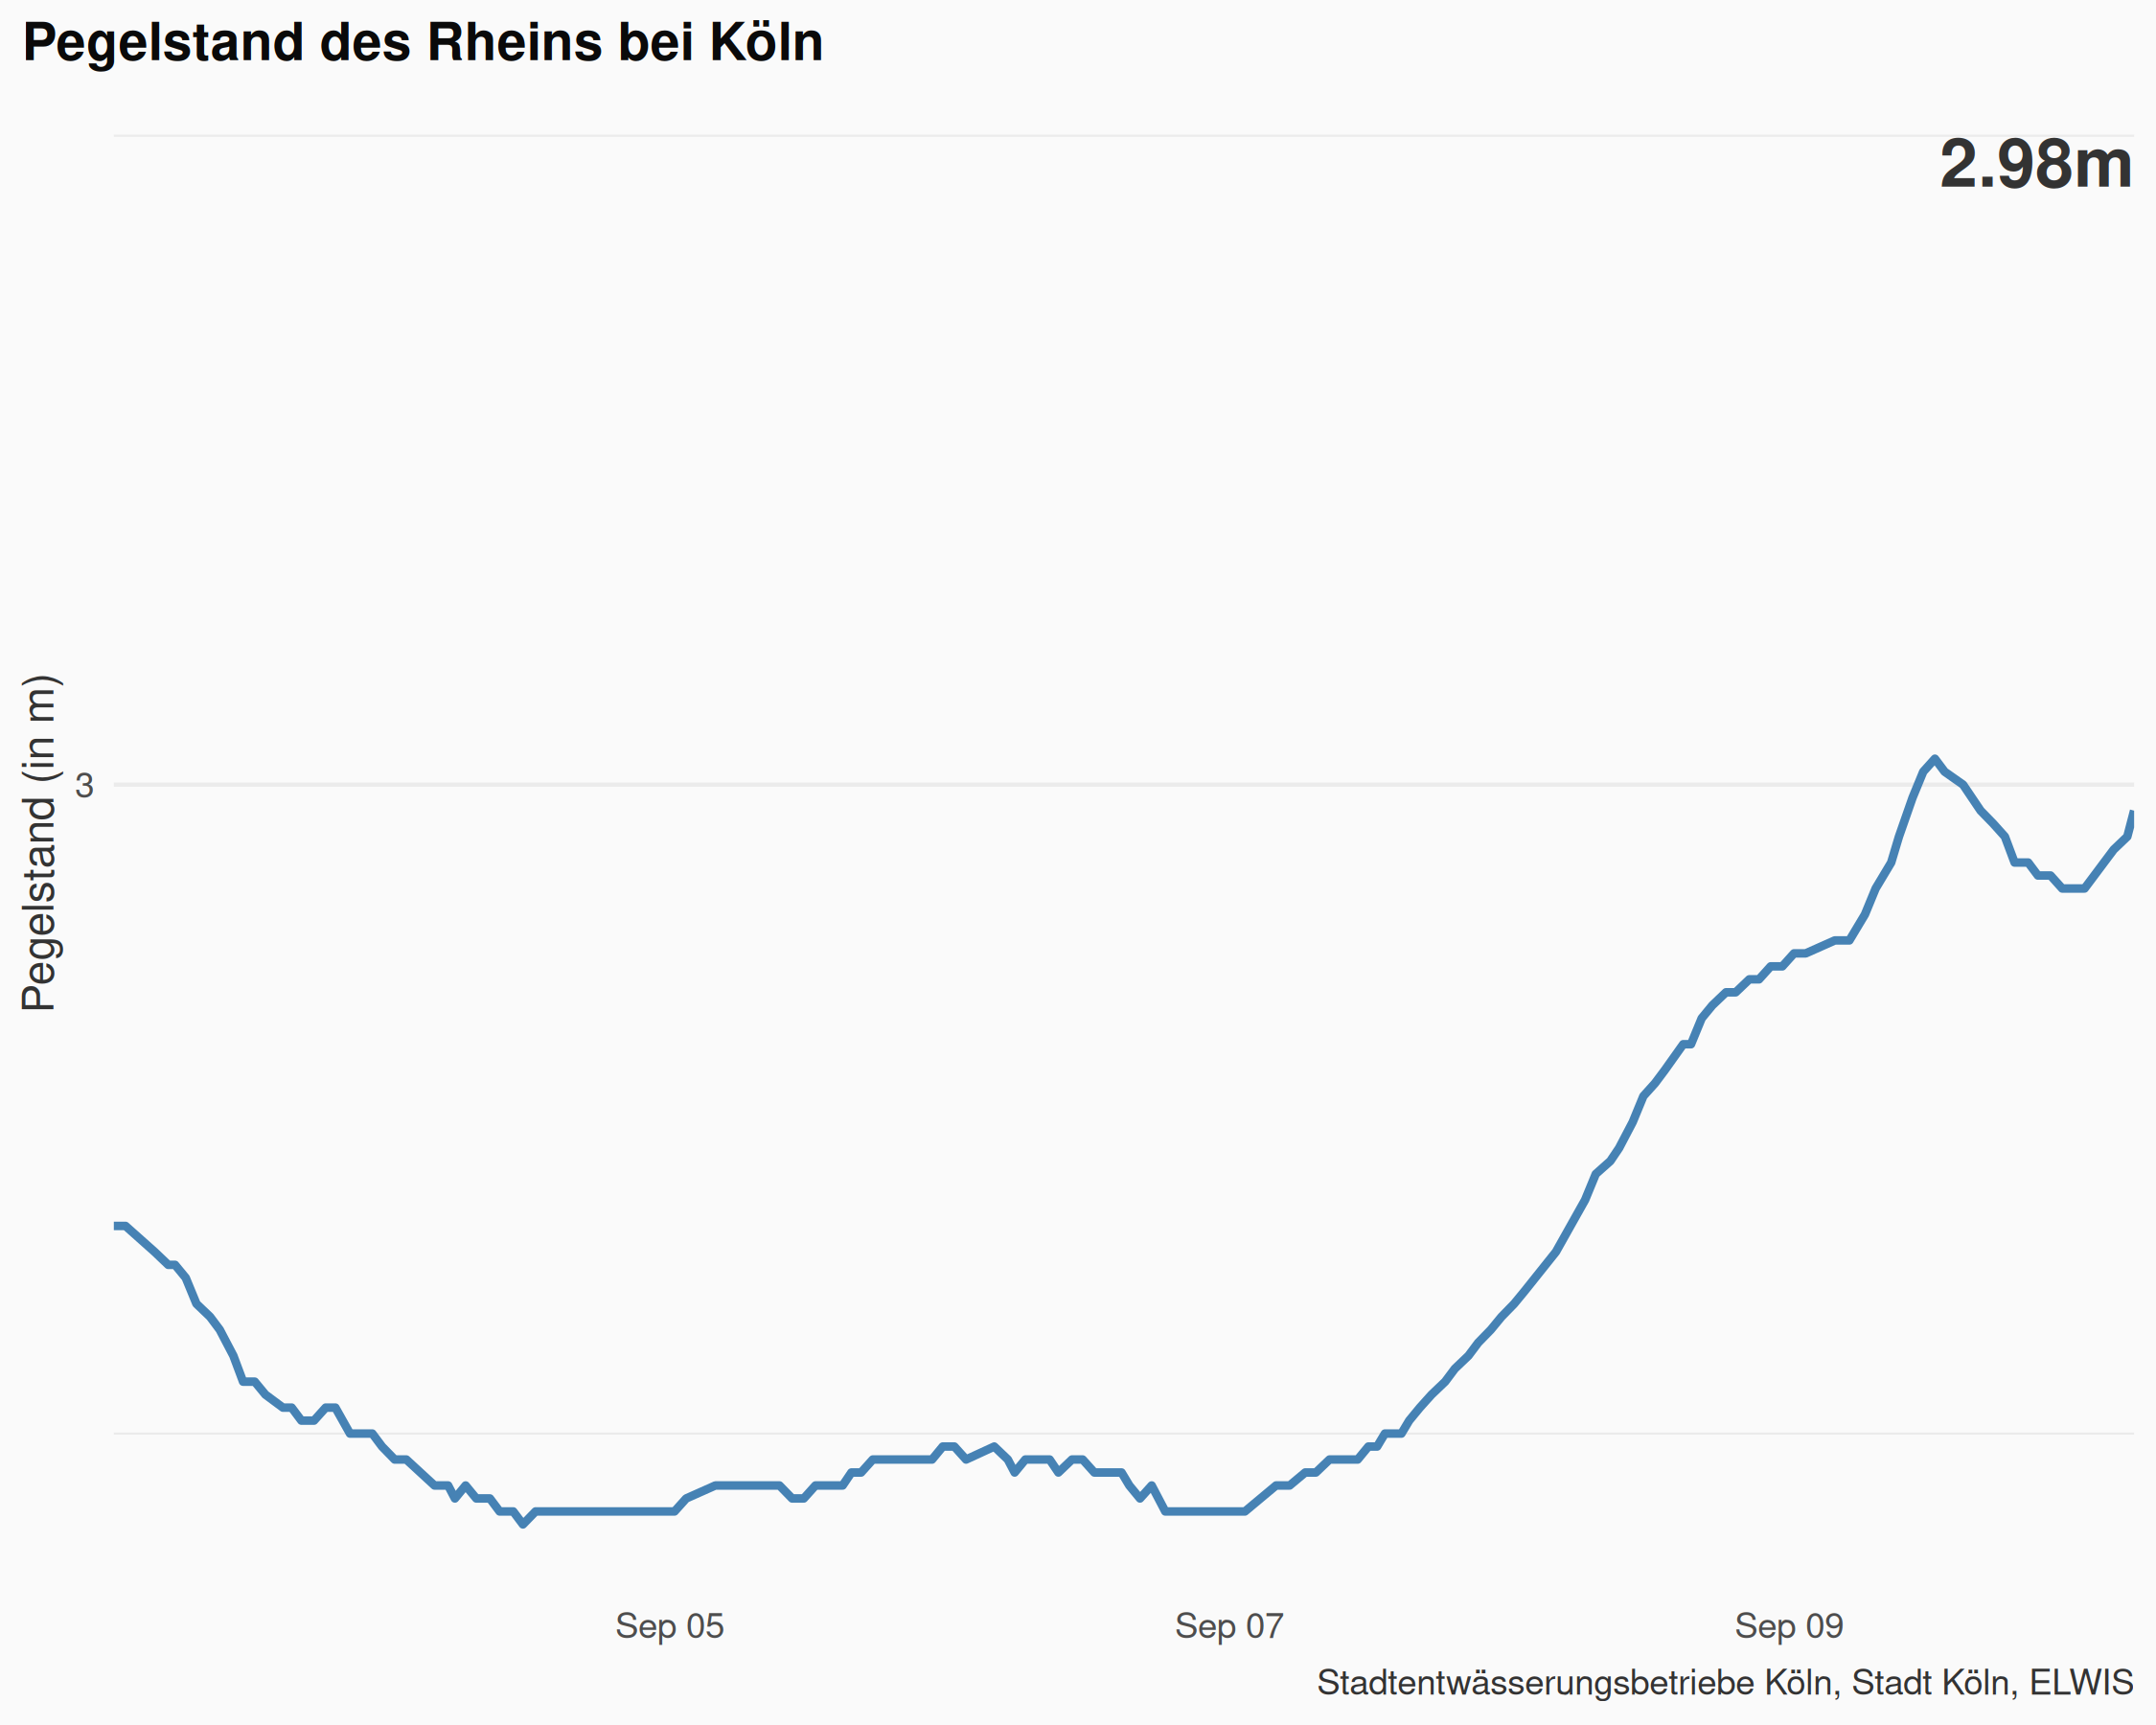 Pegelstand des Rheins bei Köln
2.98m
Pegelstand (in m)
3
Sep 05
Sep 07
Sep 09
Stadtentwässerungsbetriebe Köln, Stadt Köln, ELWIS